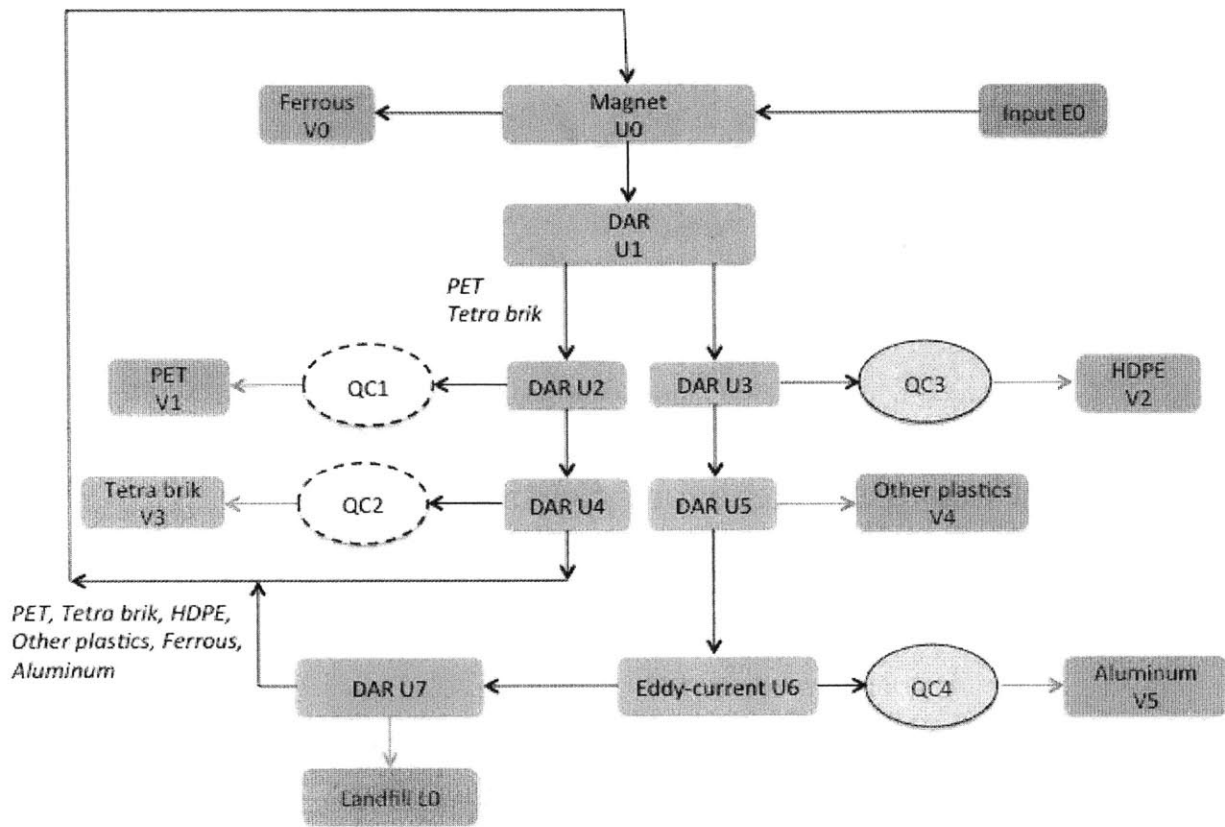 Ferrous
V0
Magnet
U0
Input E0
DAR
U1
PET
Tetra brik
PET
V1
QC1
DAR U2
DAR U3
QC3
HDPE
V2
Tetra brik
V3
QC2
DAR U4
DAR U5
Other plastics
V4
PET, Tetra brik, HDPE,
Other plastics, Ferrous,
Aluminum
DAR U7
Eddy-current U6
QC4
Aluminum
V5
Landfill L0